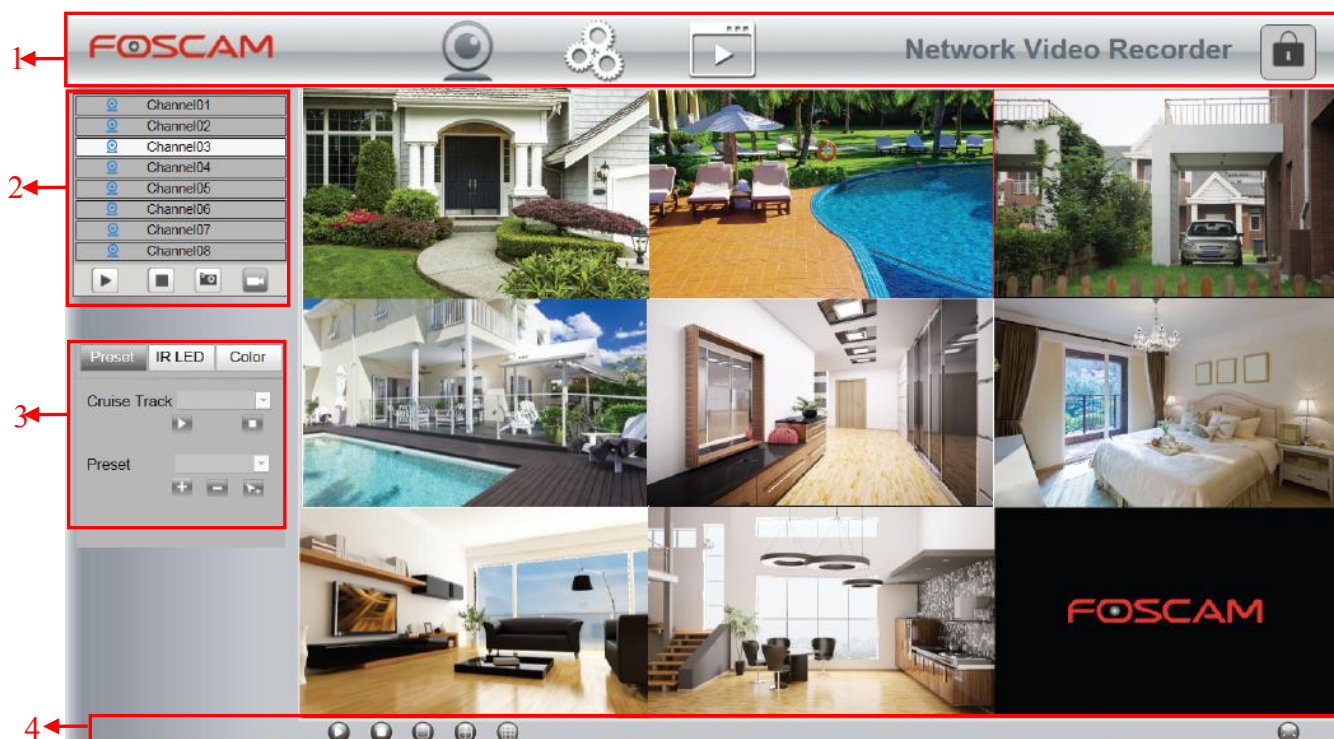 1
FOSCAM
Network Video Recorder
2
Channel01
Channel02
Channel03
Channel04
Channel05
Channel06
Channel07
Channel08
3
Preset IR LED Color
Cruise Track
Preset
FOSCAM
4